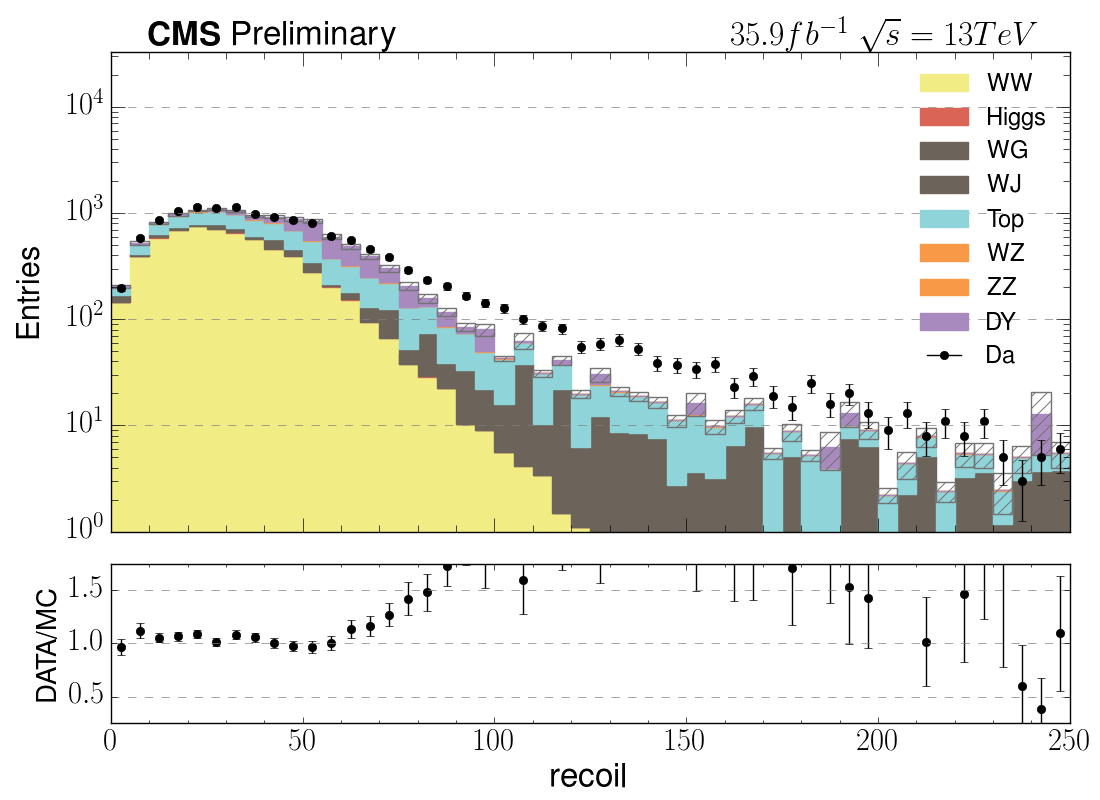 CMS Preliminary
35.9fb⁻¹ √s = 13TeV
Entries
10⁴
10³
10²
10¹
10⁰
WW
Higgs
WG
WJ
Top
WZ
ZZ
DY
Da
DATA/MC
1.5
1.0
0.5
0 50 100 150 200 250
recoil